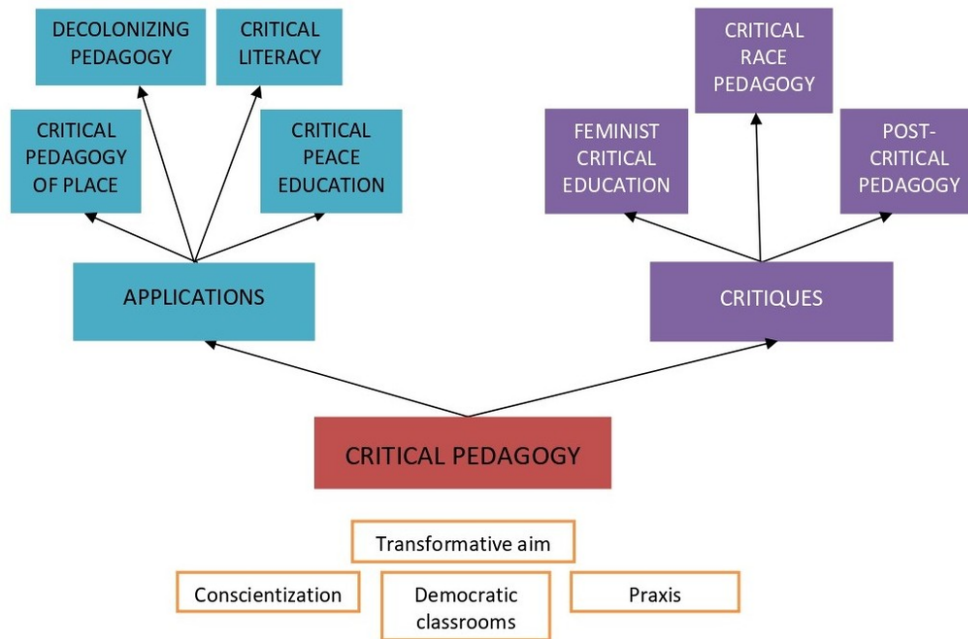 DECOLONIZING
PEDAGOGY
CRITICAL
LITERACY
CRITICAL
PEDAGOGY
OF PLACE
CRITICAL
PEACE
EDUCATION
APPLICATIONS
CRITICAL
RACE
PEDAGOGY
FEMINIST
CRITICAL
EDUCATION
POST-
CRITICAL
PEDAGOGY
CRITIQUES
CRITICAL PEDAGOGY
Transformative aim
Conscientization
Democratic
classrooms
Praxis